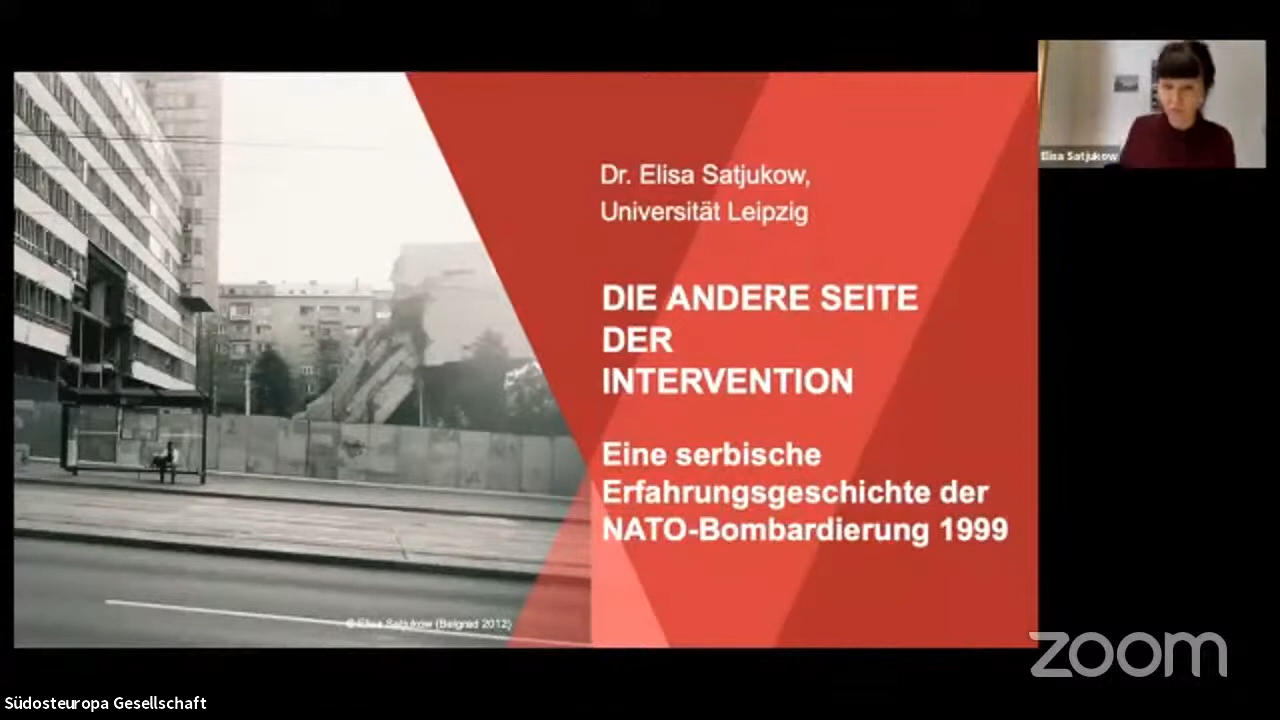 Dr. Elisa Satjukow,
Universität Leipzig
DIE ANDERE SEITE
DER
INTERVENTION
Eine serbische
Erfahrungsgeschichte der
NATO-Bombardierung 1999
© Elisa Satjukow (Belgrad 2012)
Elisa Satjukow
zoom
Südosteuropa Gesellschaft